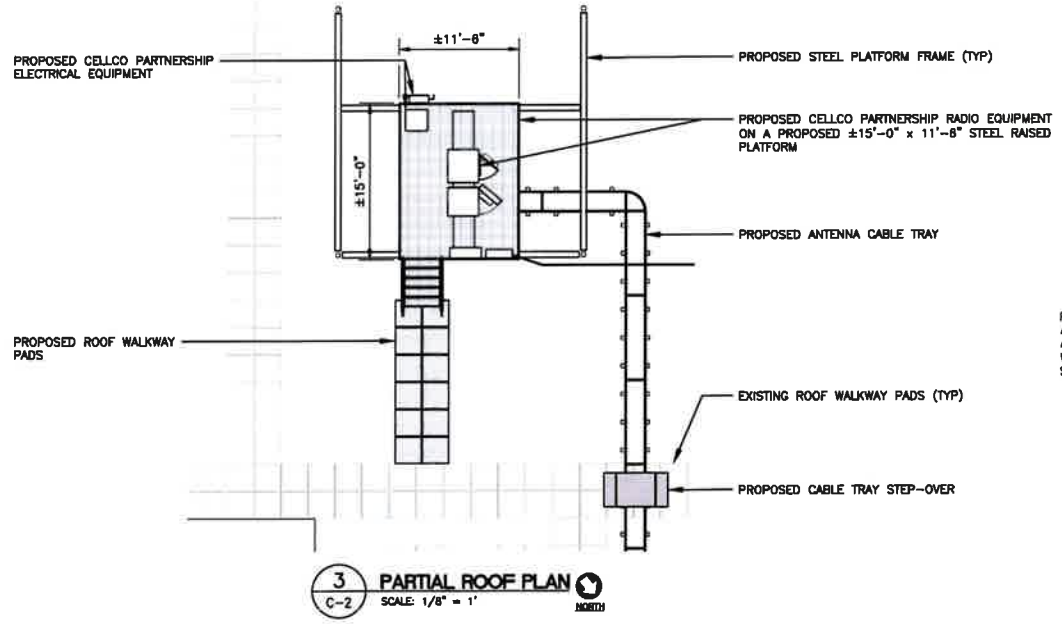 ±11'-6"
PROPOSED CELLCO PARTNERSHIP
ELECTRICAL EQUIPMENT
PROPOSED STEEL PLATFORM FRAME (TYP)
PROPOSED CELLCO PARTNERSHIP RADIO EQUIPMENT
ON A PROPOSED ±15'-0" x 11'-6" STEEL RAISED
PLATFORM
±15'-0"
PROPOSED ANTENNA CABLE TRAY
PROPOSED ROOF WALKWAY
PADS
EXISTING ROOF WALKWAY PADS (TYP)
PROPOSED CABLE TRAY STEP-OVER
3
C-2
PARTIAL ROOF PLAN
SCALE: 1/8" = 1'
NORTH